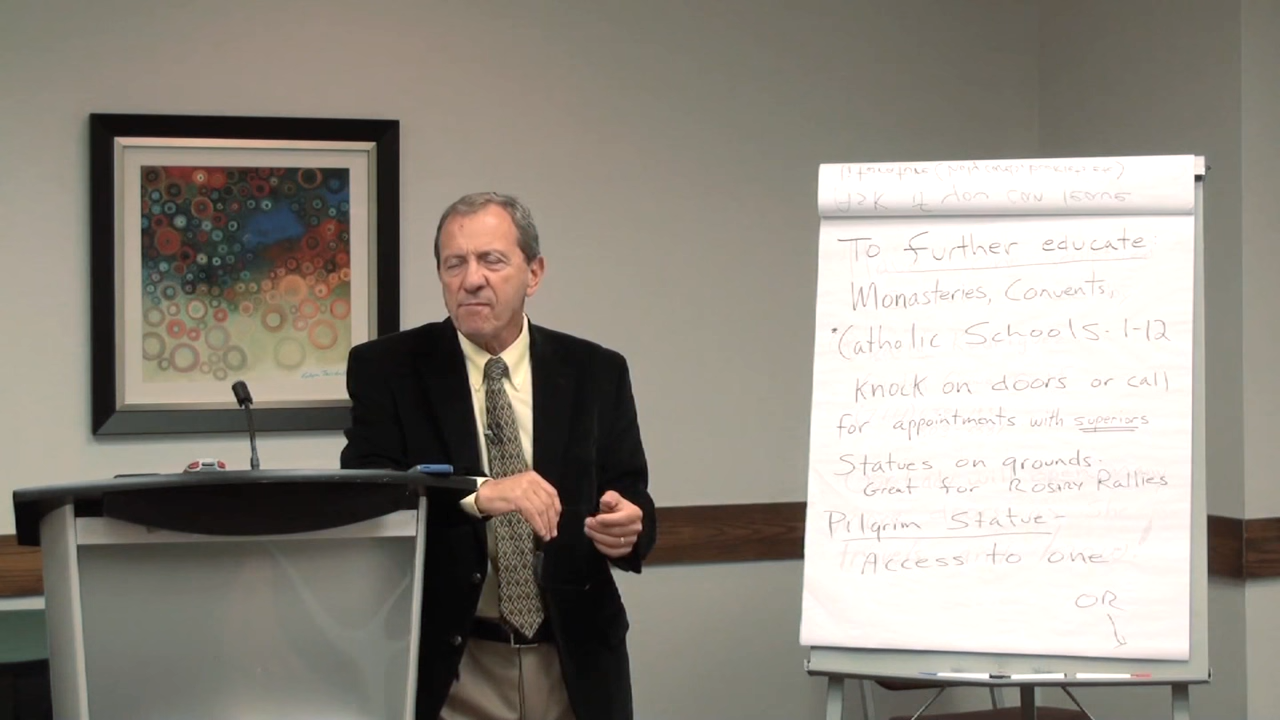 To further educate
Monasteries, Convents,
*Catholic Schools. 1-12
Knock on doors or call
for appointments with superiors
Statues on grounds.
Great for Rosary Rallies
Pilgrim Statue -
Access to one
OR